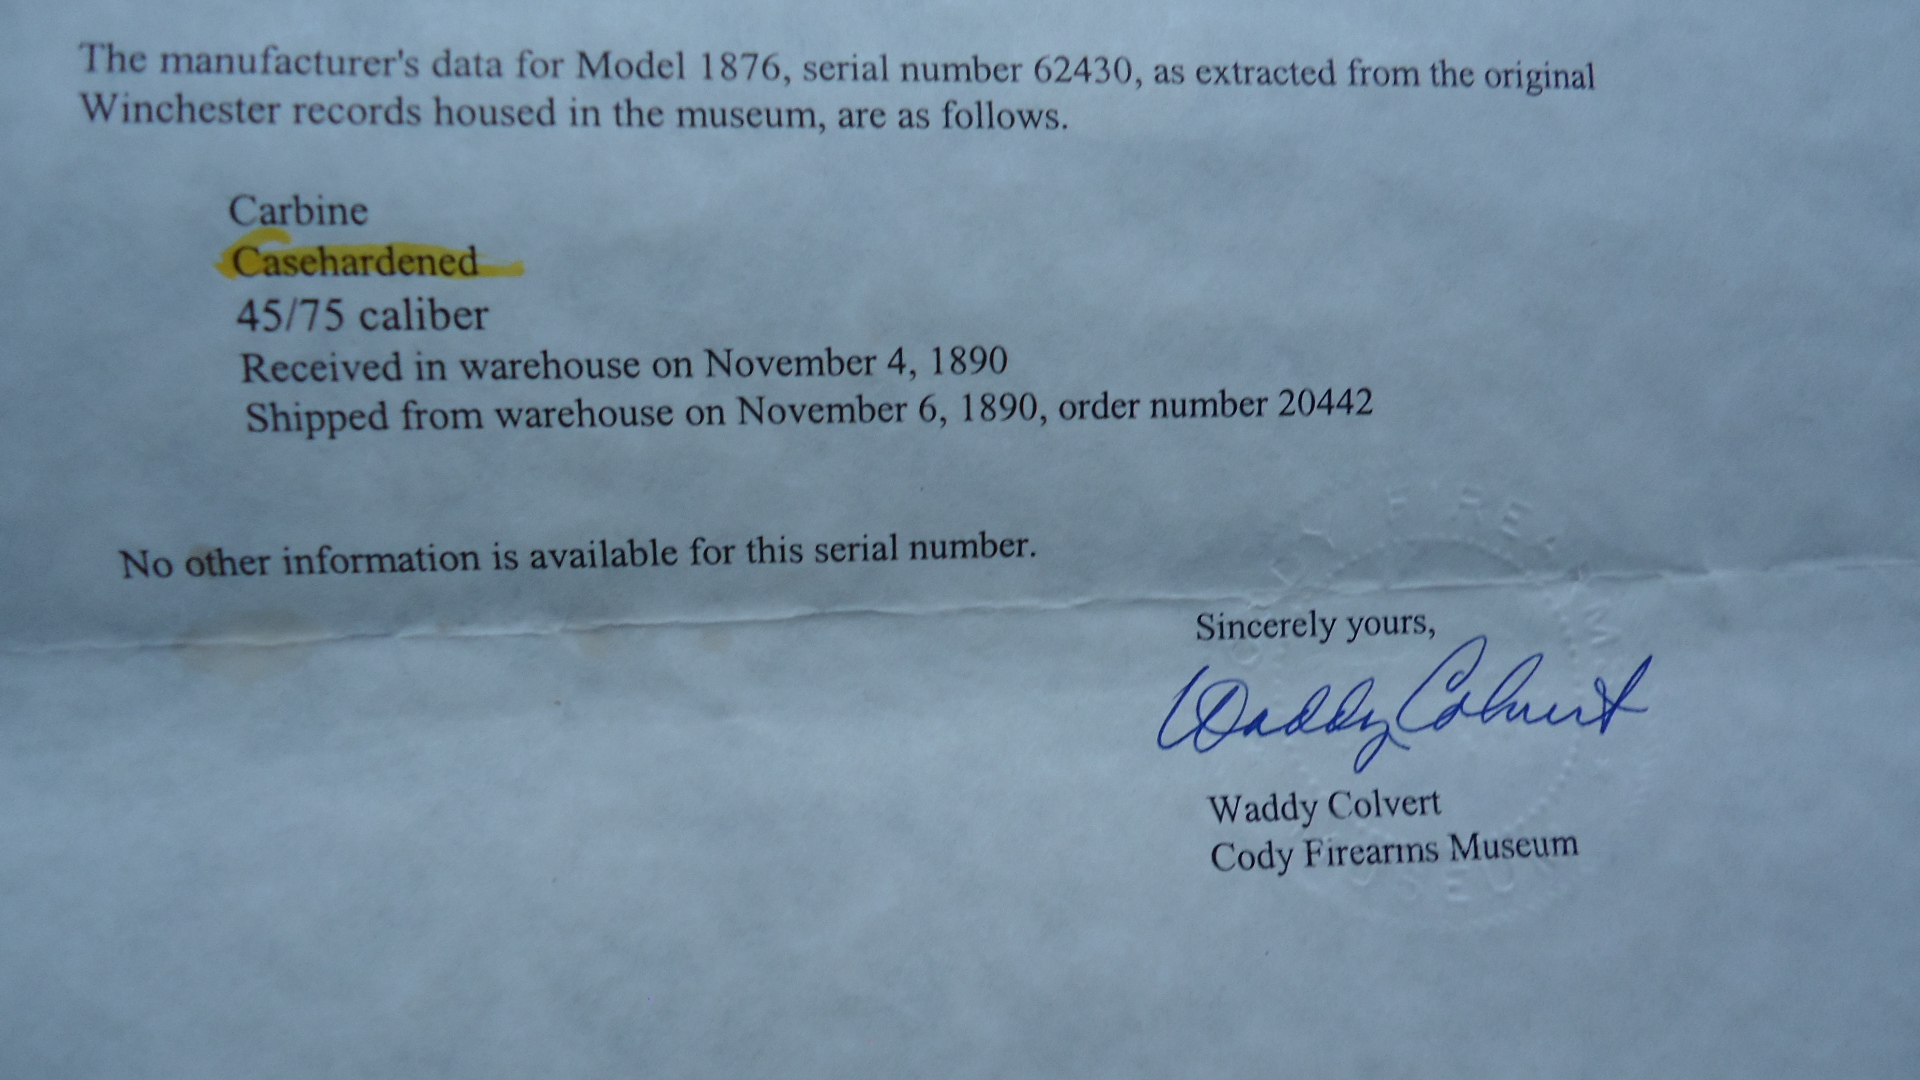 The manufacturer's data for Model 1876, serial number 62430, as extracted from the original
Winchester records housed in the museum, are as follows.
Carbine
Casehardened
45/75 caliber
Received in warehouse on November 4, 1890
Shipped from warehouse on November 6, 1890, order number 20442
No other information is available for this serial number.
Sincerely yours,
Waddy Colvert
Waddy Colvert
Cody Firearms Museum